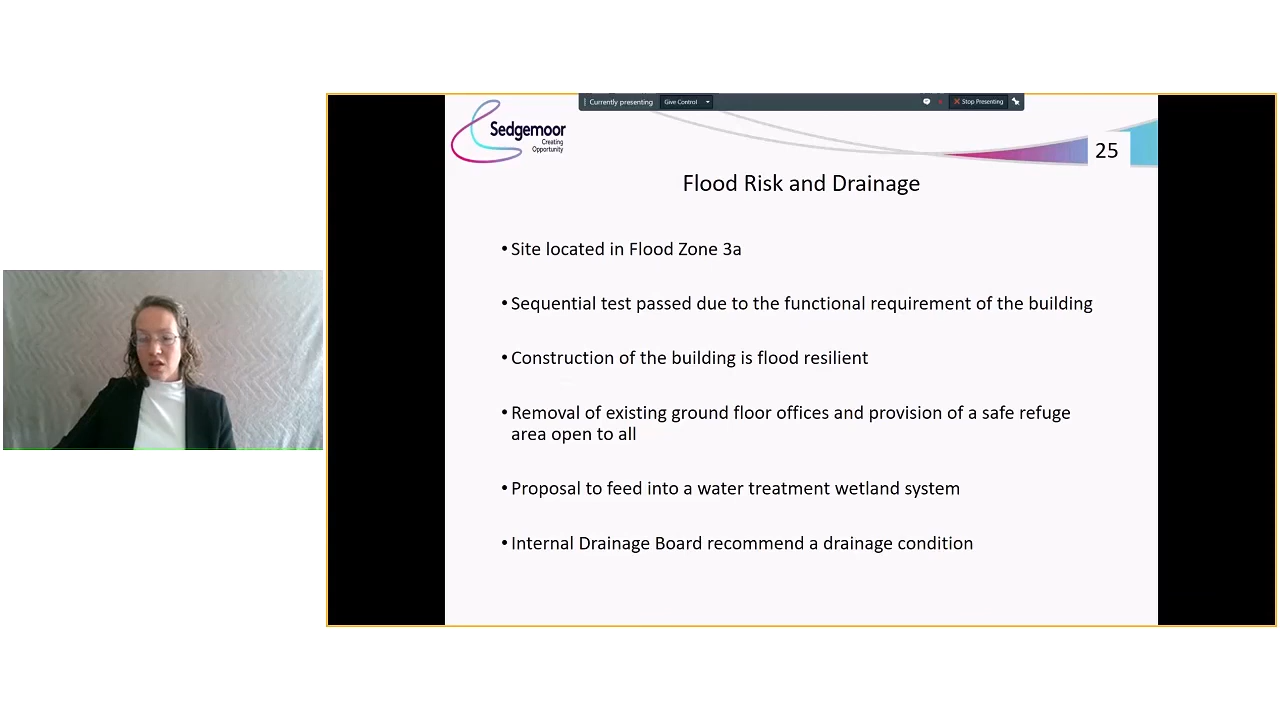 Currently presenting
Give Control
Stop Presenting
Sedgemoor
Creating
Opportunity
25
Flood Risk and Drainage
• Site located in Flood Zone 3a
• Sequential test passed due to the functional requirement of the building
• Construction of the building is flood resilient
• Removal of existing ground floor offices and provision of a safe refuge
area open to all
• Proposal to feed into a water treatment wetland system
• Internal Drainage Board recommend a drainage condition